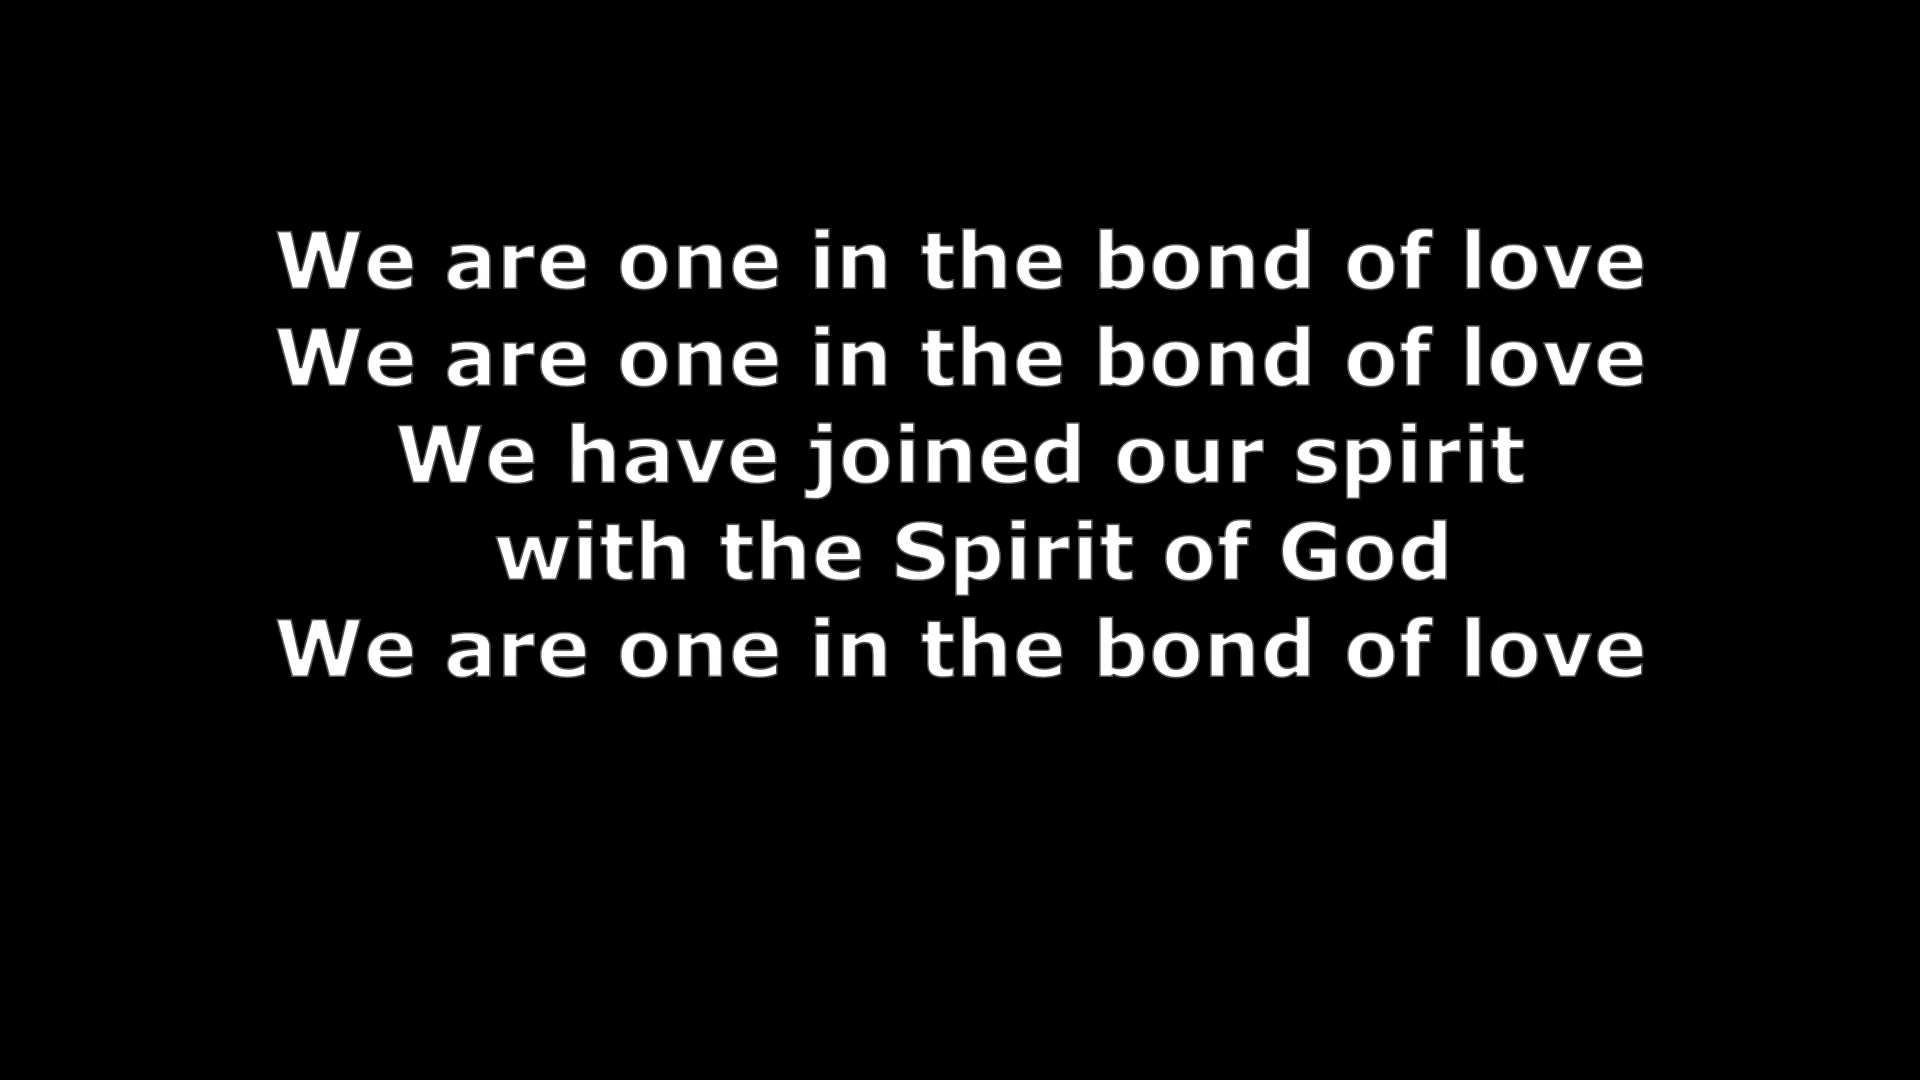 We are one in the bond of love
We are one in the bond of love
We have joined our spirit
with the Spirit of God
We are one in the bond of love